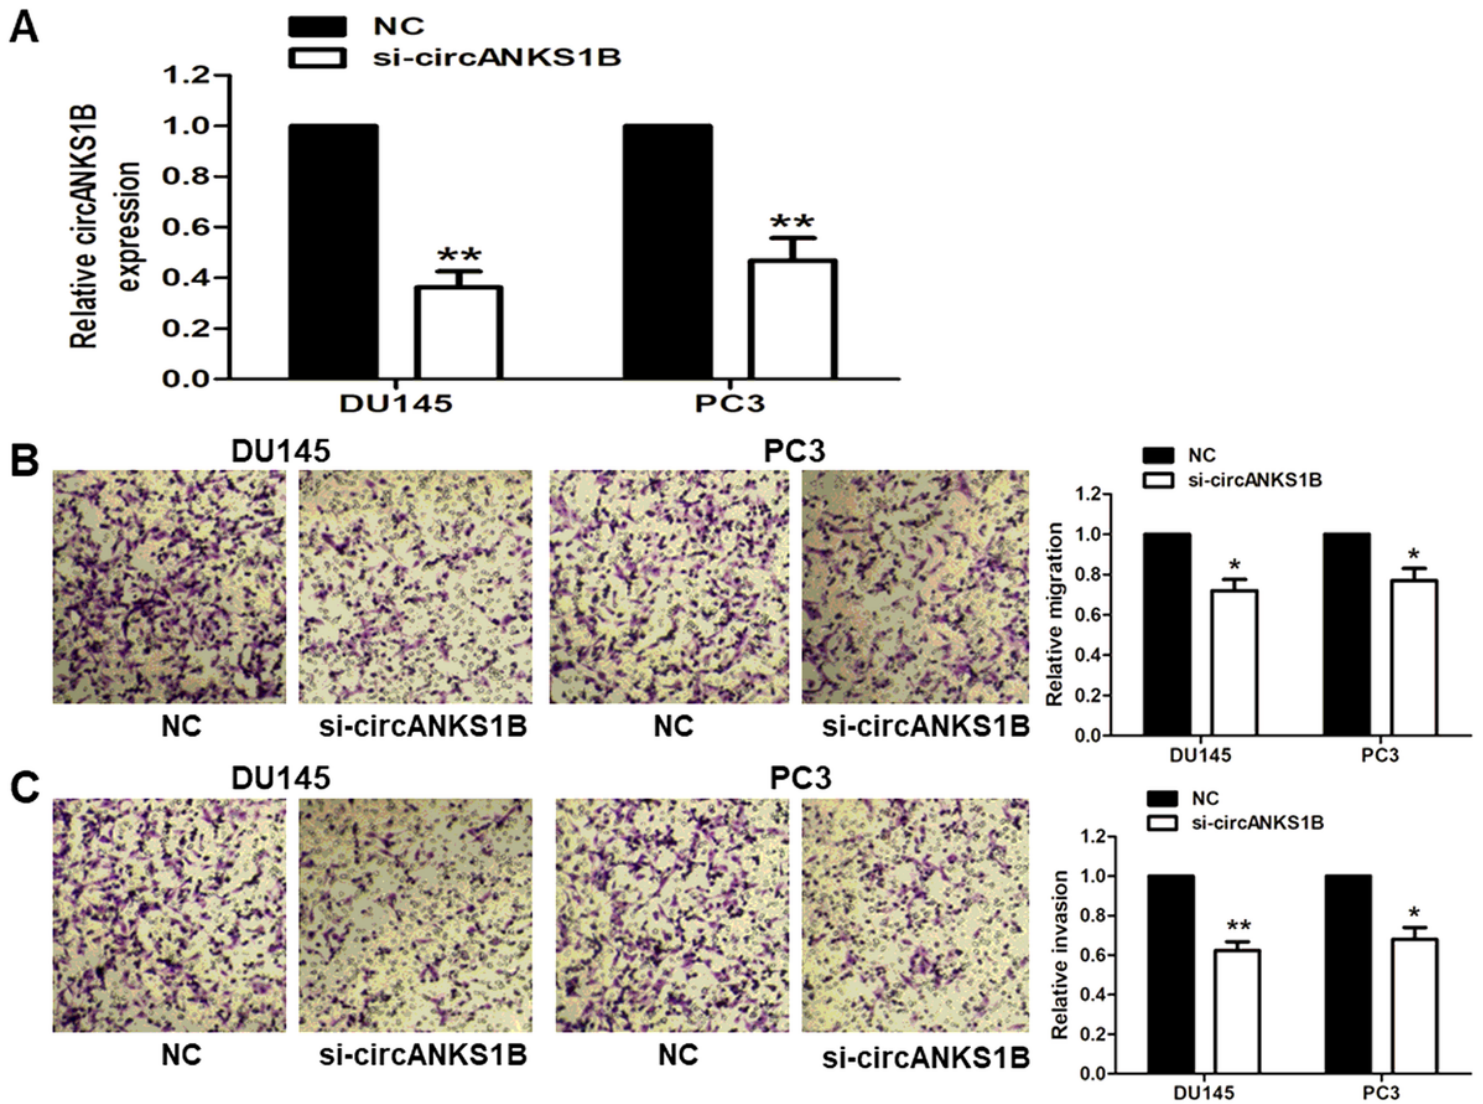 A
NC
si-circANKS1B
Relative circANKS1B
expression
1.2
1.0
0.8
0.6
0.4
0.2
0.0
**
**
DU145
PC3
B
DU145
PC3
NC
si-circANKS1B
NC
si-circANKS1B
NC
si-circANKS1B
Relative migration
1.2
1.0
0.8
0.6
0.4
0.2
0.0
*
*
DU145
PC3
C
DU145
PC3
NC
si-circANKS1B
NC
si-circANKS1B
NC
si-circANKS1B
Relative invasion
1.2
1.0
0.8
0.6
0.4
0.2
0.0
**
*
DU145
PC3